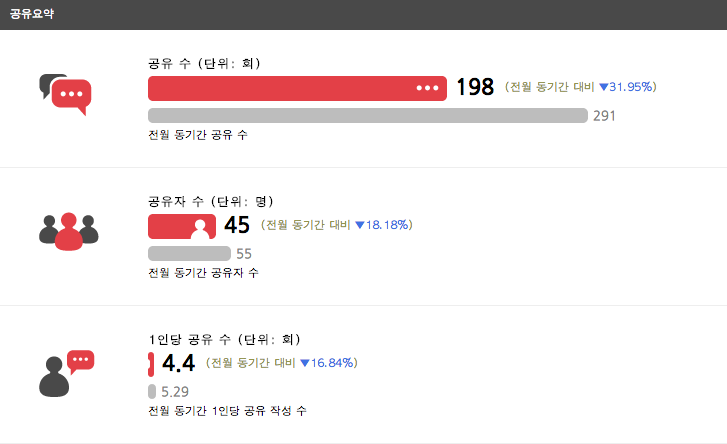 공유요약
공유 수 (단위: 회)
198 (전월 동기간 대비 ▼31.95%)
291
전월 동기간 공유 수
공유자 수 (단위: 명)
45 (전월 동기간 대비 ▼18.18%)
55
전월 동기간 공유자 수
1인당 공유 수 (단위: 회)
4.4 (전월 동기간 대비 ▼16.84%)
5.29
전월 동기간 1인당 공유 작성 수